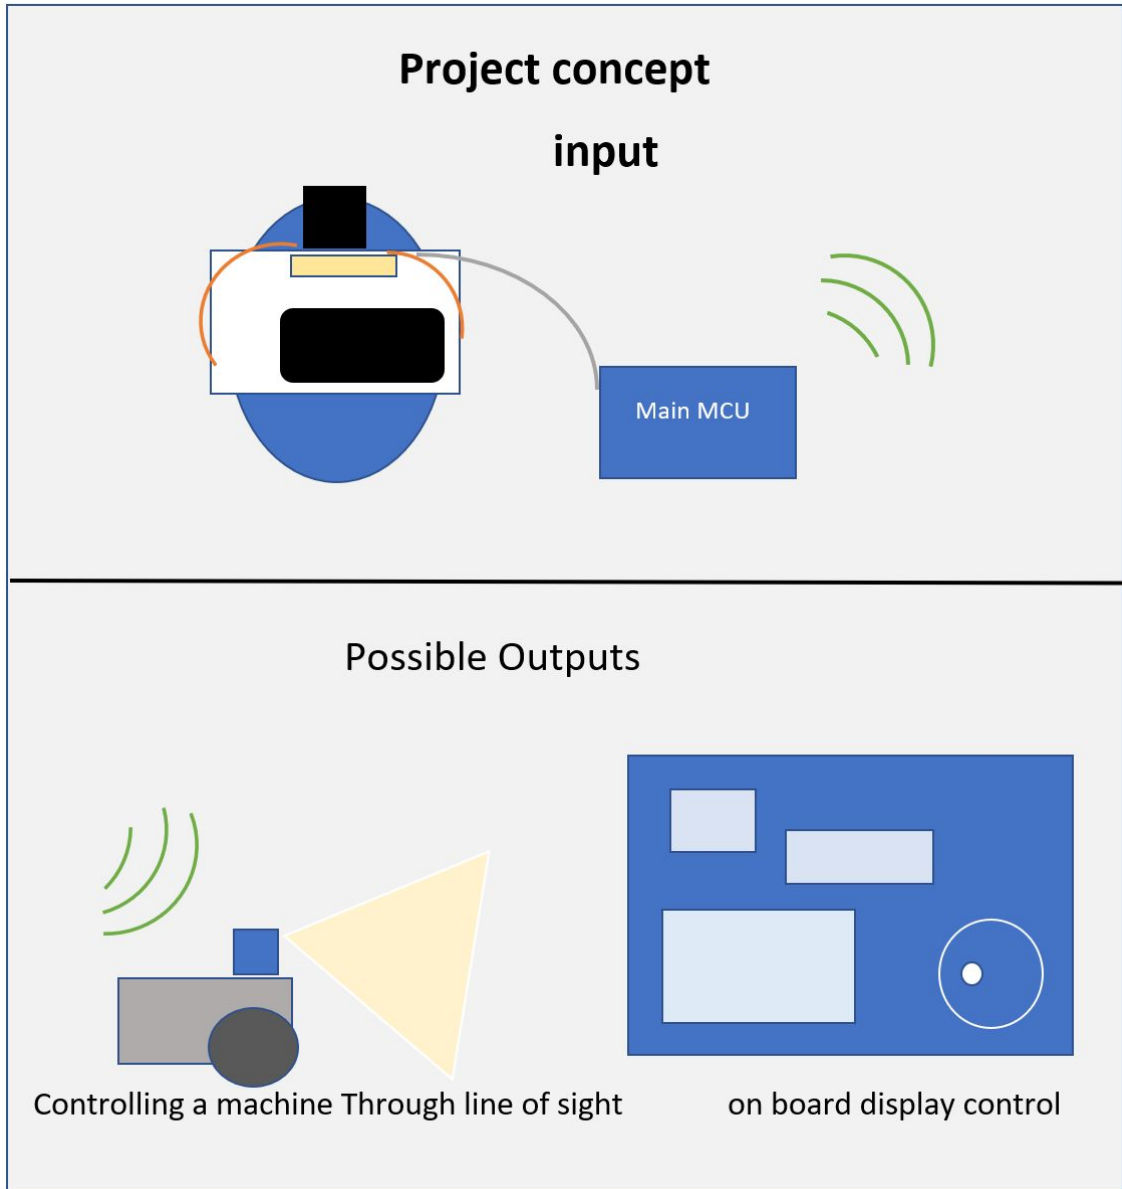 Project concept
input
Main MCU
Possible Outputs
Controlling a machine Through line of sight
on board display control